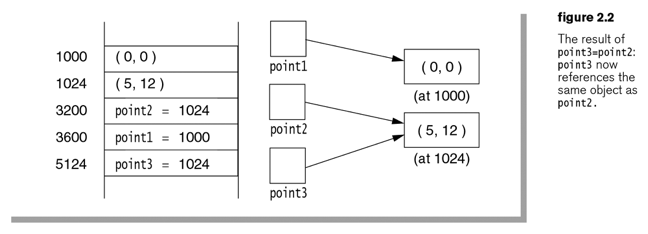 1000 ( 0, 0 )
1024 ( 5, 12 )
3200 point2 = 1024
3600 point1 = 1000
5124 point3 = 1024
point1
( 0, 0 )
(at 1000)
point2
( 5, 12 )
(at 1024)
point3
figure 2.2
The result of
point3=point2:
point3 now
references the
same object as
point2.